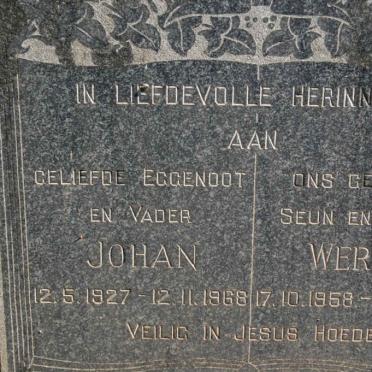 IN LIEFDEVOLLE HERINN
AAN
GELIEFDE EGGENOOT ONS GE
EN VADER SEUN EN
JOHAN WER
12.5.1927 - 12.11.1968 17.10.1958 -
VEILIG IN JESUS HOEDE